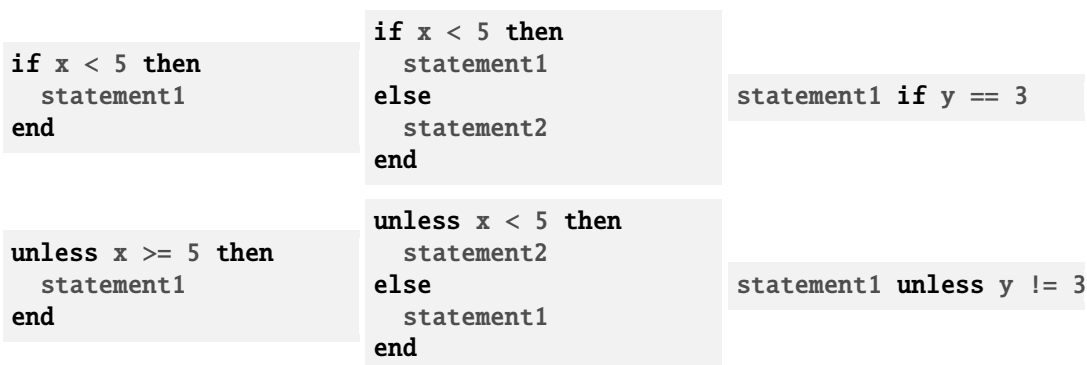 if x < 5 then
  statement1
end
if x < 5 then
  statement1
else
  statement2
end
statement1 if y == 3
unless x >= 5 then
  statement1
end
unless x < 5 then
  statement2
else
  statement1
end
statement1 unless y != 3